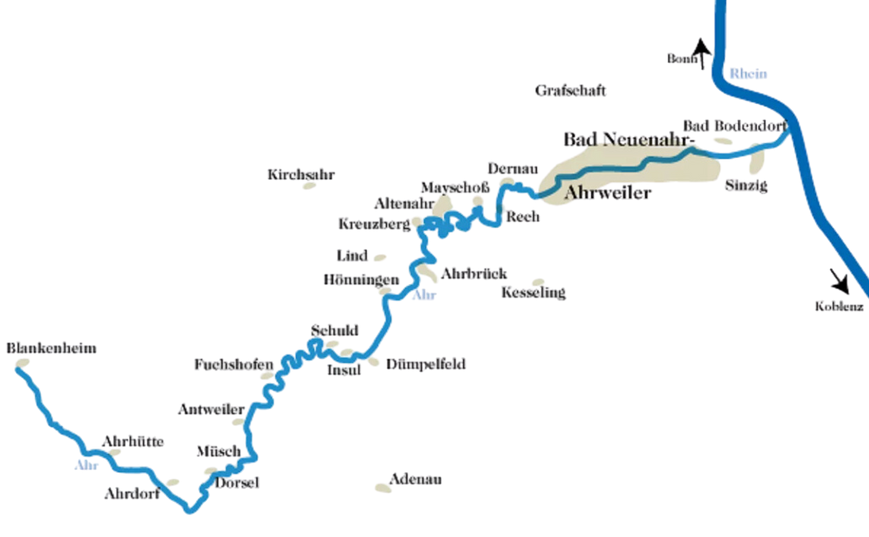 Bonn
Rhein
Grafschaft
Bad Bodendorf
Bad Neuenahr-
Ahrweiler
Sinzig
Dernau
Kirchsahr
Mayschoß
Altenahr
Rech
Kreuzberg
Lind
Ahrbrück
Hönningen
Kesseling
Ahr
Koblenz
Schuld
Blankenheim
Fuchshofen
Insul
Dümpelfeld
Antweiler
Ahrhütte
Müsch
Ahr
Dorsel
Adenau
Ahrdorf